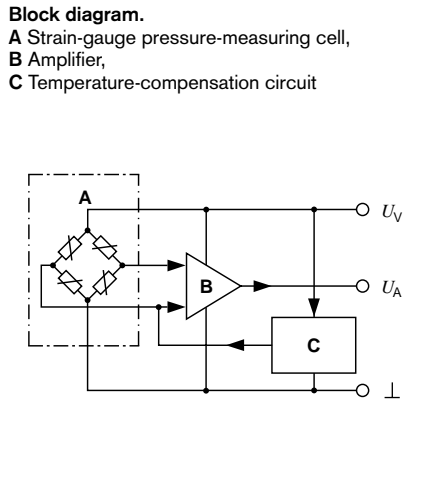 Block diagram.
A Strain-gauge pressure-measuring cell,
B Amplifier,
C Temperature-compensation circuit
A
U_V
B
U_A
C
⊥